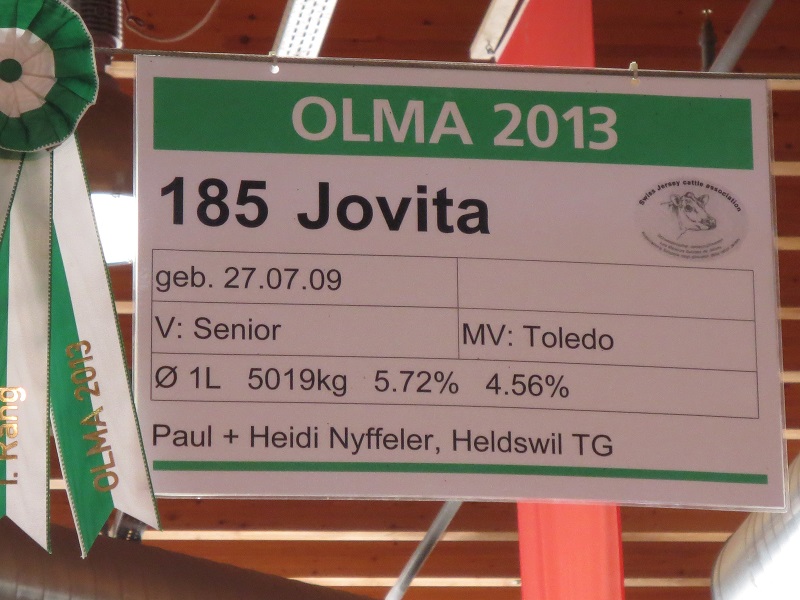 OLMA 2013
185 Jovita
Swiss Jersey cattle association
geb. 27.07.09
V: Senior MV: Toledo
Ø 1L 5019kg 5.72% 4.56%
Paul + Heidi Nyffeler, Heldswil TG
Rang
OLMA 2013